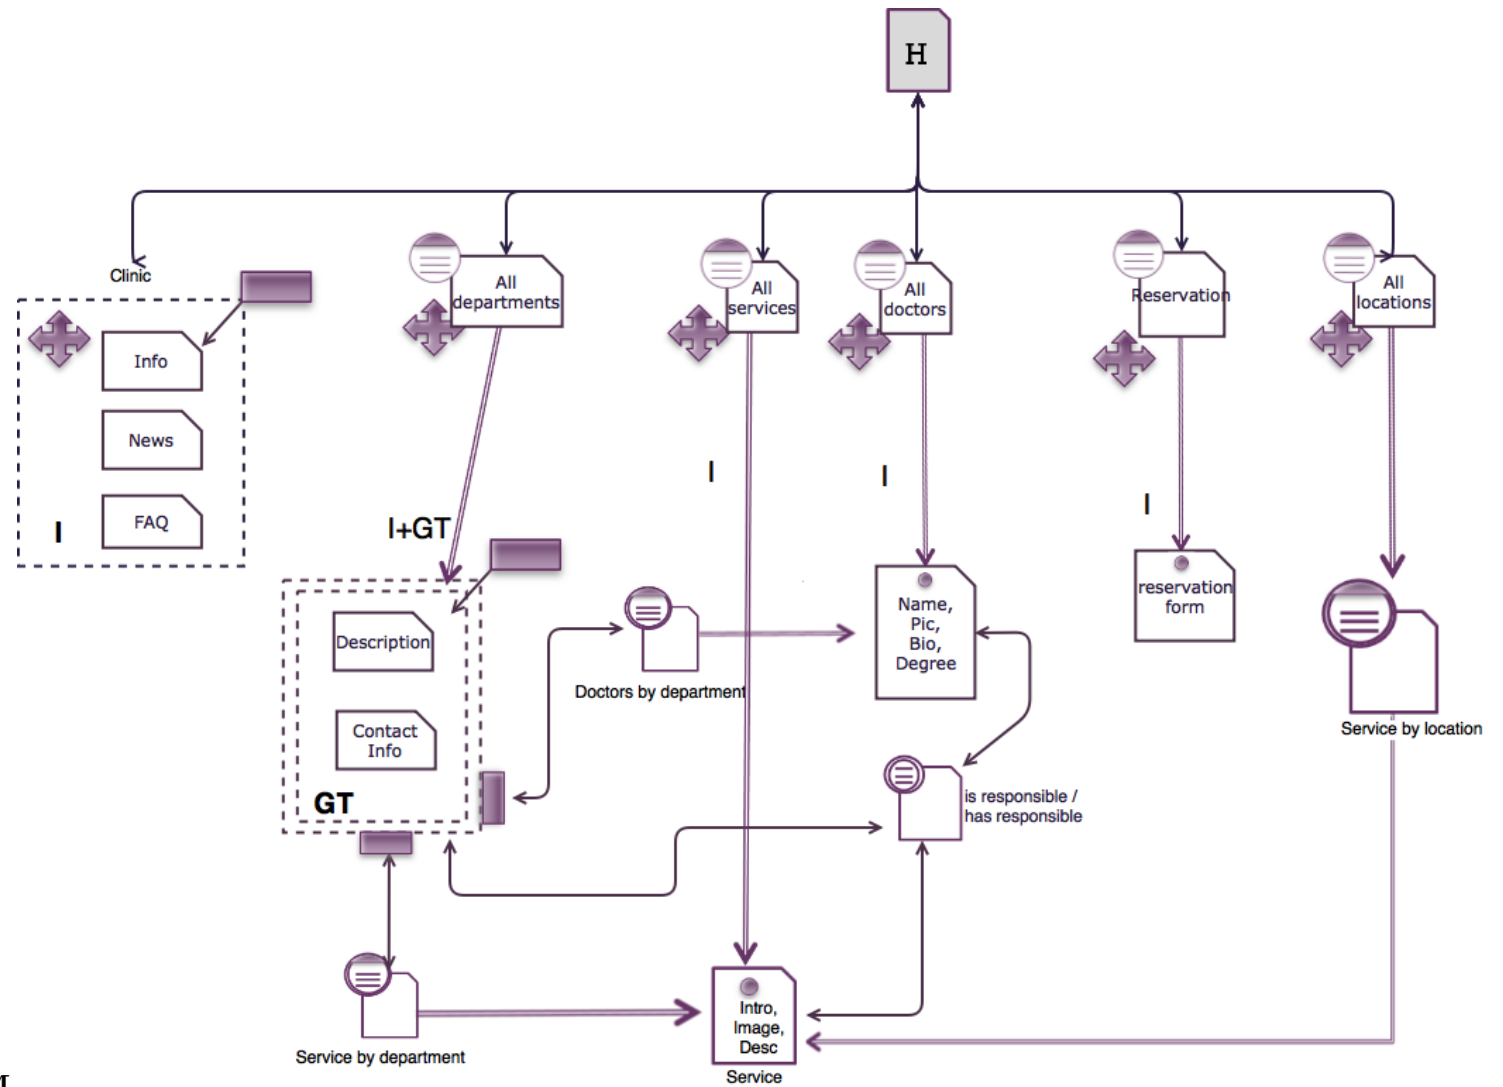 H
Clinic
All
departments
All
services
All
doctors
Reservation
All
locations
Info
News
FAQ
I
I+GT
I
I
I
Description
Contact
Info
GT
Doctors by department
Name,
Pic,
Bio,
Degree
reservation
form
Service by location
is responsible /
has responsible
Service by department
Intro,
Image,
Desc
Service